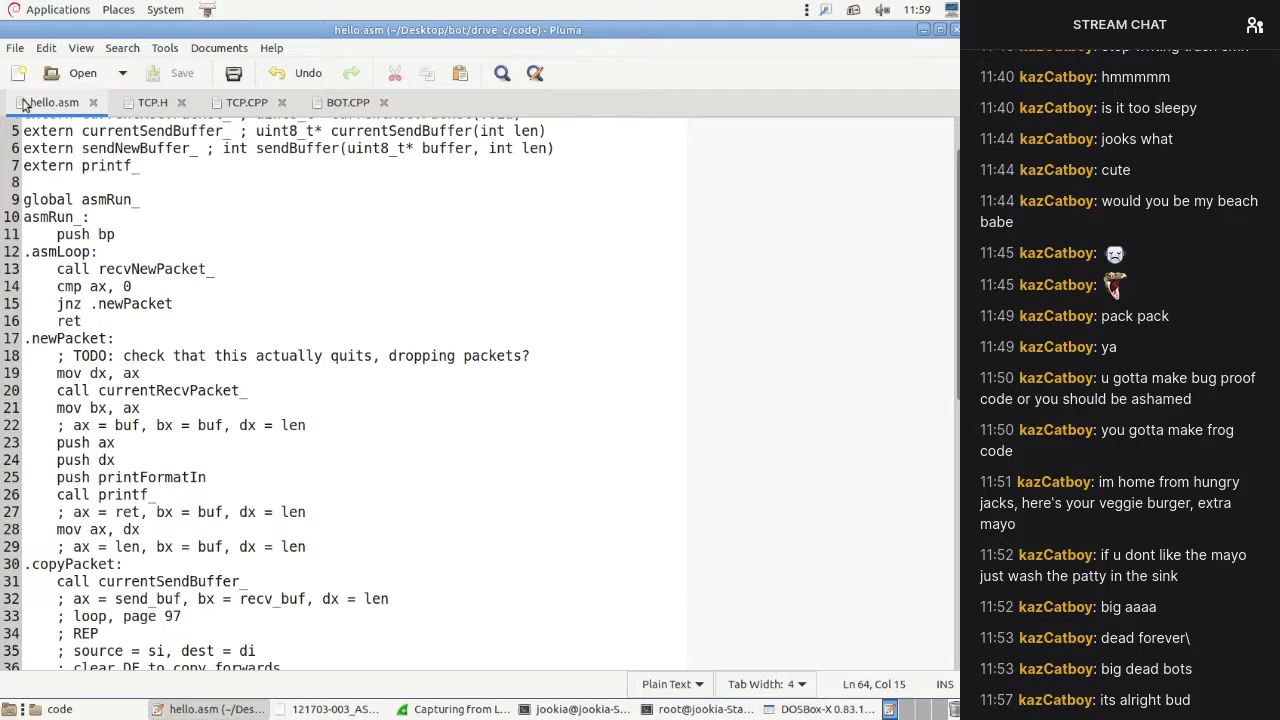 Applications Places System
11:59
hello.asm (~/Desktop/bot/drive_c/code) - Pluma
File Edit View Search Tools Documents Help
Open Save Undo
hello.asm TCP.H TCP.CPP BOT.CPP
5 extern currentSendBuffer_ ; uint8_t* currentSendBuffer(int len)
6 extern sendNewBuffer_ ; int sendBuffer(uint8_t* buffer, int len)
7 extern printf_
8
9 global asmRun_
10 asmRun_:
11 push bp
12 .asmLoop:
13 call recvNewPacket_
14 cmp ax, 0
15 jnz .newPacket
16 ret
17 .newPacket:
18 ; TODO: check that this actually quits, dropping packets?
19 mov dx, ax
20 call currentRecvPacket_
21 mov bx, ax
22 ; ax = buf, bx = buf, dx = len
23 push ax
24 push dx
25 push printFormatIn
26 call printf_
27 ; ax = ret, bx = buf, dx = len
28 mov ax, dx
29 ; ax = len, bx = buf, dx = len
30 .copyPacket:
31 call currentSendBuffer_
32 ; ax = send_buf, bx = recv_buf, dx = len
33 ; loop, page 97
34 ; REP
35 ; source = si, dest = di
36 ; clear DF to copy forwards
Plain Text Tab Width: 4 Ln 64, Col 15 INS
code hello.asm (~/Des... 121703-003_AS... Capturing from L... jookia@jookia-S... root@jookia-Sta... DOSBox-X 0.83.1...
STREAM CHAT
11:40 kazCatboy: hmmmmm
11:40 kazCatboy: is it too sleepy
11:44 kazCatboy: jooks what
11:44 kazCatboy: cute
11:44 kazCatboy: would you be my beach
babe
11:45 kazCatboy:
11:45 kazCatboy:
11:49 kazCatboy: pack pack
11:49 kazCatboy: ya
11:50 kazCatboy: u gotta make bug proof
code or you should be ashamed
11:50 kazCatboy: you gotta make frog
code
11:51 kazCatboy: im home from hungry
jacks, here's your veggie burger, extra
mayo
11:52 kazCatboy: if u dont like the mayo
just wash the patty in the sink
11:52 kazCatboy: big aaaa
11:53 kazCatboy: dead forever\
11:53 kazCatboy: big dead bots
11:57 kazCatboy: its alright bud